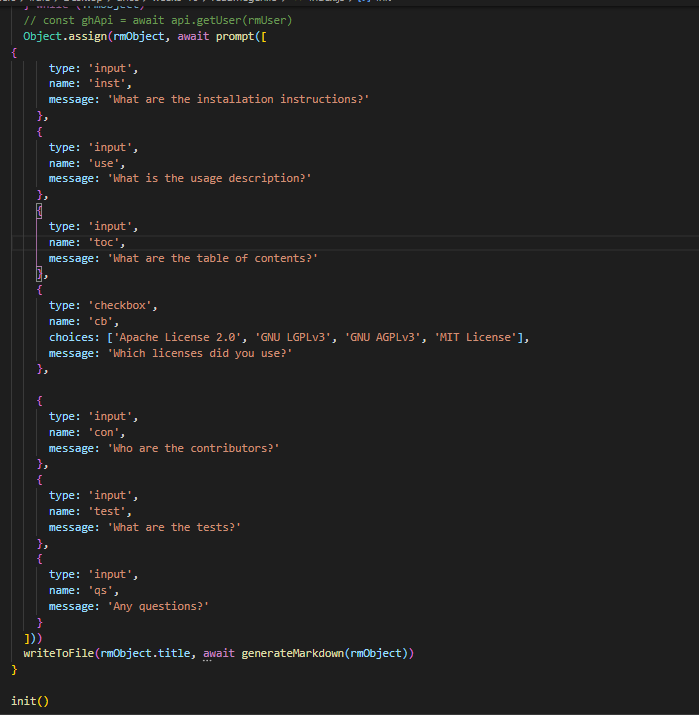 // const ghApi = await api.getUser(rmUser)
Object.assign(rmObject, await prompt([
{
type: 'input',
name: 'inst',
message: 'What are the installation instructions?'
},
{
type: 'input',
name: 'use',
message: 'What is the usage description?'
},
{
type: 'input',
name: 'toc',
message: 'What are the table of contents?'
},
{
type: 'checkbox',
name: 'cb',
choices: ['Apache License 2.0', 'GNU LGPLv3', 'GNU AGPLv3', 'MIT License'],
message: 'Which licenses did you use?'
},
{
type: 'input',
name: 'con',
message: 'Who are the contributors?'
},
{
type: 'input',
name: 'test',
message: 'What are the tests?'
},
{
type: 'input',
name: 'qs',
message: 'Any questions?'
}
]))
writeToFile(rmObject.title, await generateMarkdown(rmObject))
}
init()